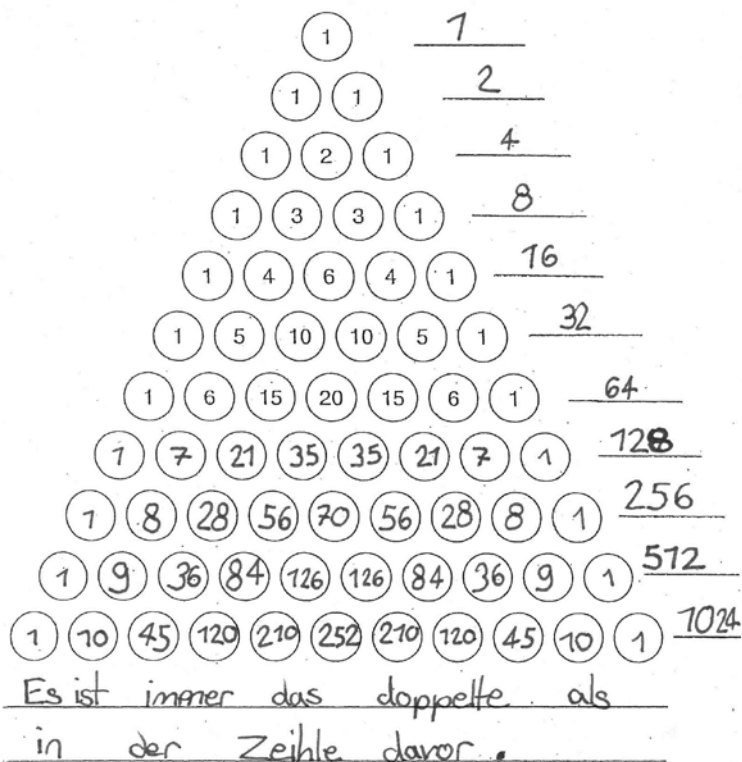 1 1
1 1 2
1 2 1 4
1 3 3 1 8
1 4 6 4 1 16
1 5 10 10 5 1 32
1 6 15 20 15 6 1 64
1 7 21 35 35 21 7 1 128
1 8 28 56 70 56 28 8 1 256
1 9 36 84 126 126 84 36 9 1 512
1 10 45 120 210 252 210 120 45 10 1 1024
Es ist immer das doppelte als
in der Zeihle davor.